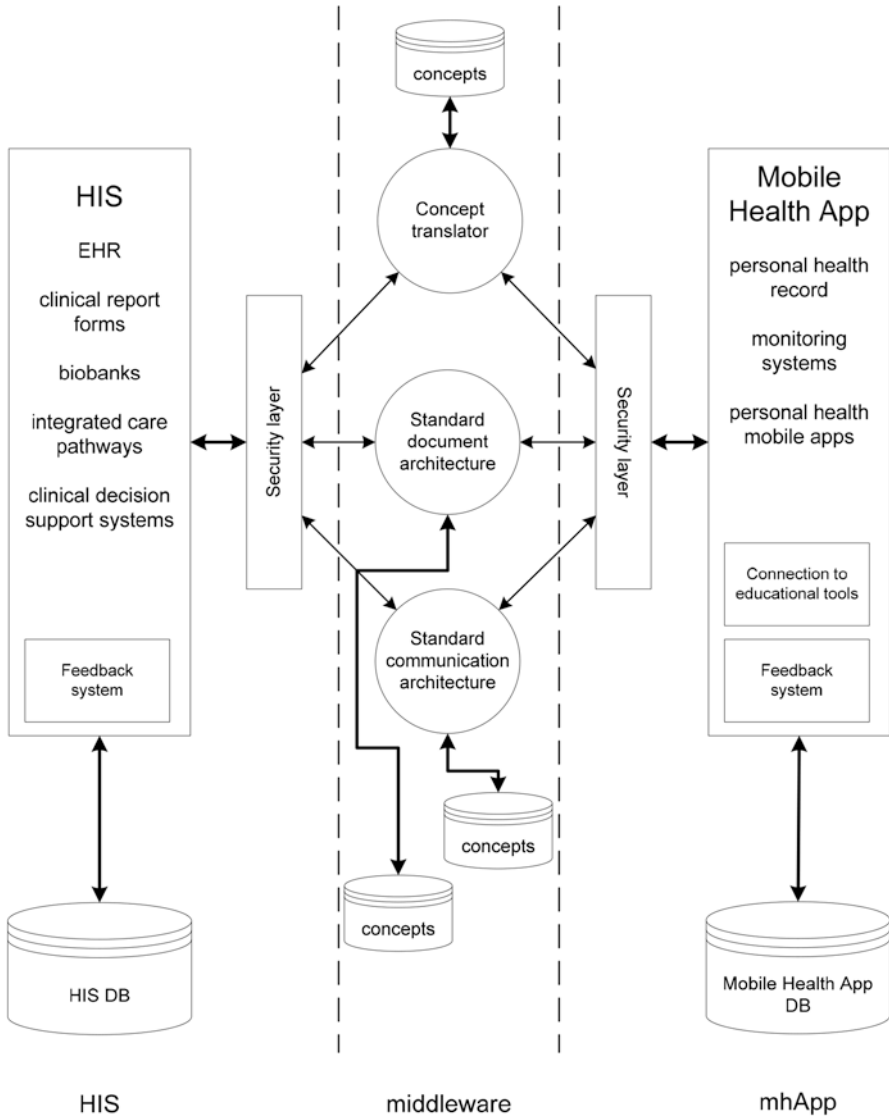 concepts
HIS
EHR
clinical report
forms
biobanks
integrated care
pathways
clinical decision
support systems
Feedback
system
Security layer
Concept
translator
Standard
document
architecture
Standard
communication
architecture
concepts
concepts
Security layer
Mobile
Health App
personal health
record
monitoring
systems
personal health
mobile apps
Connection to
educational tools
Feedback
system
HIS DB
Mobile Health App
DB
HIS
middleware
mhApp